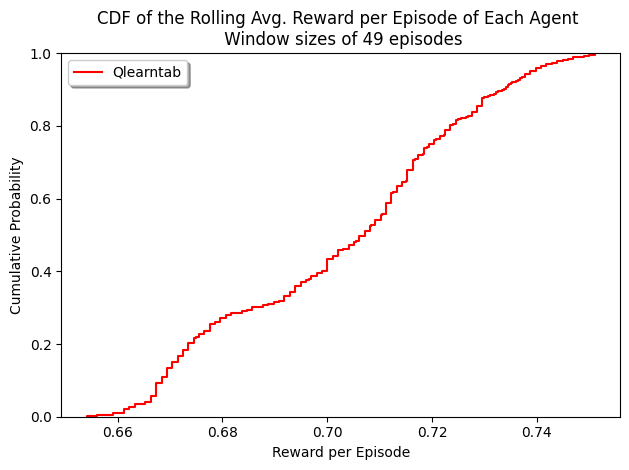 CDF of the Rolling Avg. Reward per Episode of Each Agent
Window sizes of 49 episodes
Qlearntab
1.0
0.8
0.6
0.4
0.2
0.0
Cumulative Probability
0.66
0.68
0.70
0.72
0.74
Reward per Episode